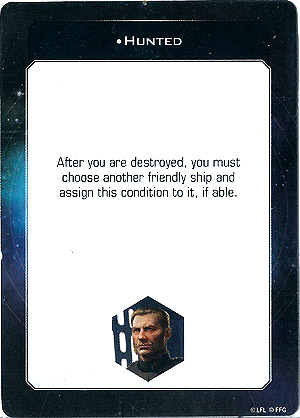 •Hunted
After you are destroyed, you must
choose another friendly ship and
assign this condition to it, if able.
©LFL ©FFG